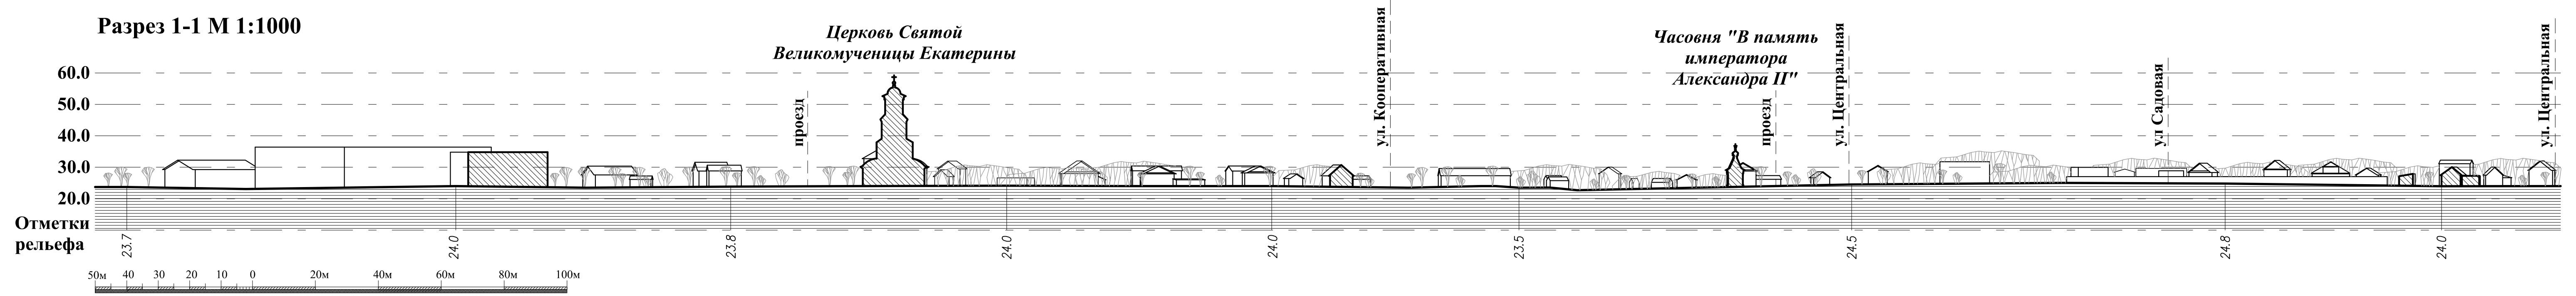 Разрез 1-1 М 1:1000
Церковь Святой
Великомученицы Екатерины
Часовня "В память
императора
Александра II"
проезд
ул. Кооперативная
проезд
ул. Центральная
ул Садовая
ул. Центральная
60.0
50.0
40.0
30.0
20.0
Отметки
рельефа
23.7
24.0
23.8
24.0
24.0
23.5
24.5
24.8
24.0
50м 40 30 20 10 0 20м 40м 60м 80м 100м